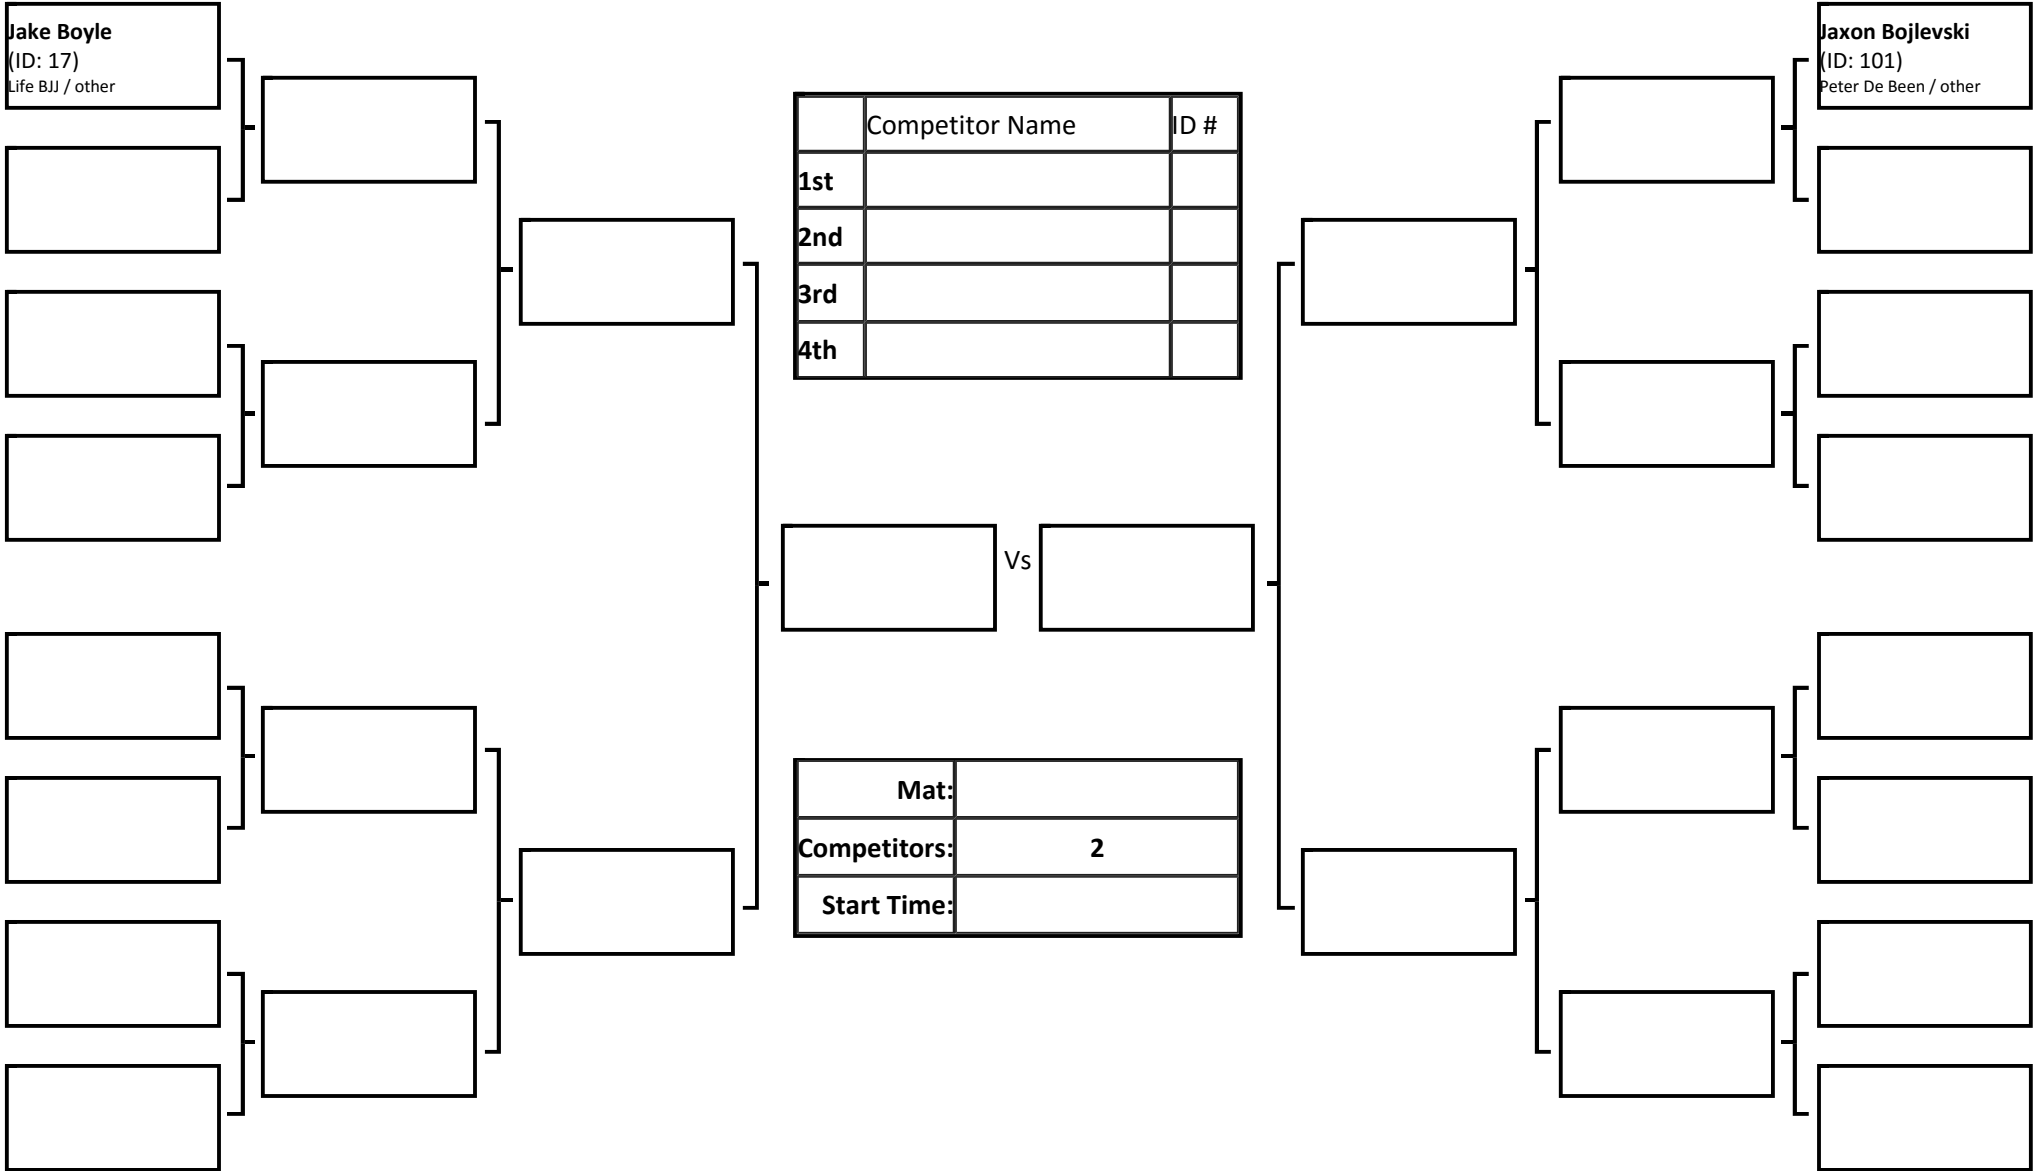 Jake Boyle
(ID: 17)
Life BJJ / other
Jaxon Bojlevski
(ID: 101)
Peter De Been / other
Competitor Name ID #
1st
2nd
3rd
4th
Vs
Mat:
Competitors: 2
Start Time: